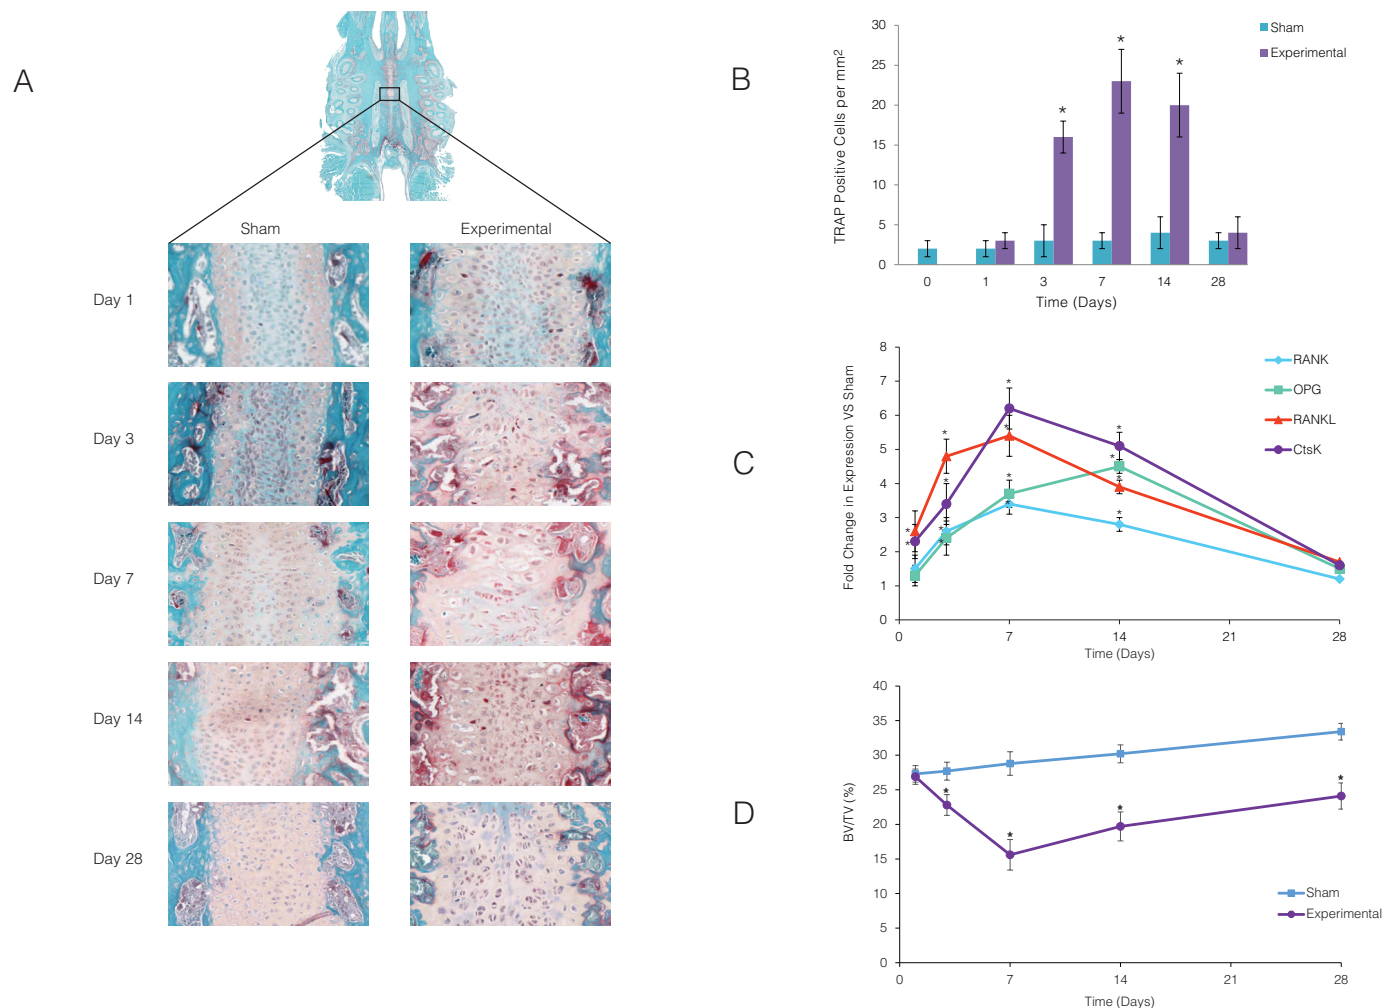 A
Sham
Experimental
Day 1
Day 3
Day 7
Day 14
Day 28
B
TRAP Positive Cells per mm2
30
25
20
15
10
5
0
*
*
*
0 1 3 7 14 28
Time (Days)
Sham
Experimental
C
Fold Change in Expression VS Sham
8
7
6
5
4
3
2
1
0
0 7 14 21 28
Time (Days)
RANK
OPG
RANKL
CtsK
D
BV/TV (%)
40
35
30
25
20
15
10
5
0
0 7 14 21 28
Time (Days)
Sham
Experimental